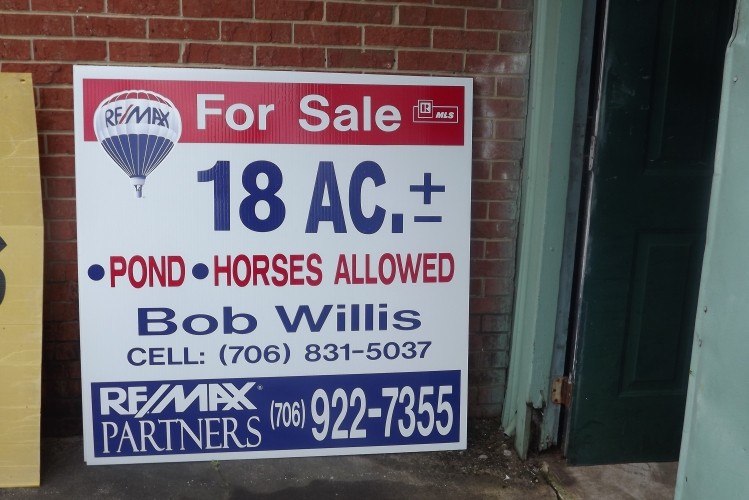 RE/MAX
For Sale
R MLS
18 AC. ±
• POND • HORSES ALLOWED
Bob Willis
CELL: (706) 831-5037
RE/MAX®
PARTNERS (706) 922-7355